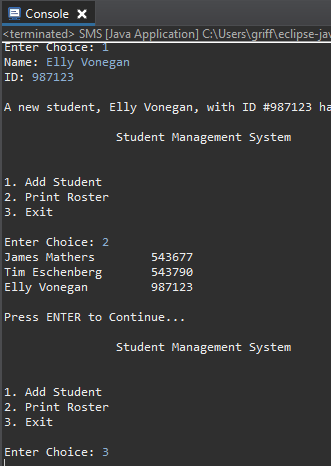 Console
<terminated> SMS [Java Application] C:\Users\griff\eclipse-jav
Enter Choice: 1
Name: Elly Vonegan
ID: 987123
A new student, Elly Vonegan, with ID #987123 ha
Student Management System
1. Add Student
2. Print Roster
3. Exit
Enter Choice: 2
James Mathers 543677
Tim Eschenberg 543790
Elly Vonegan 987123
Press ENTER to Continue...
Student Management System
1. Add Student
2. Print Roster
3. Exit
Enter Choice: 3